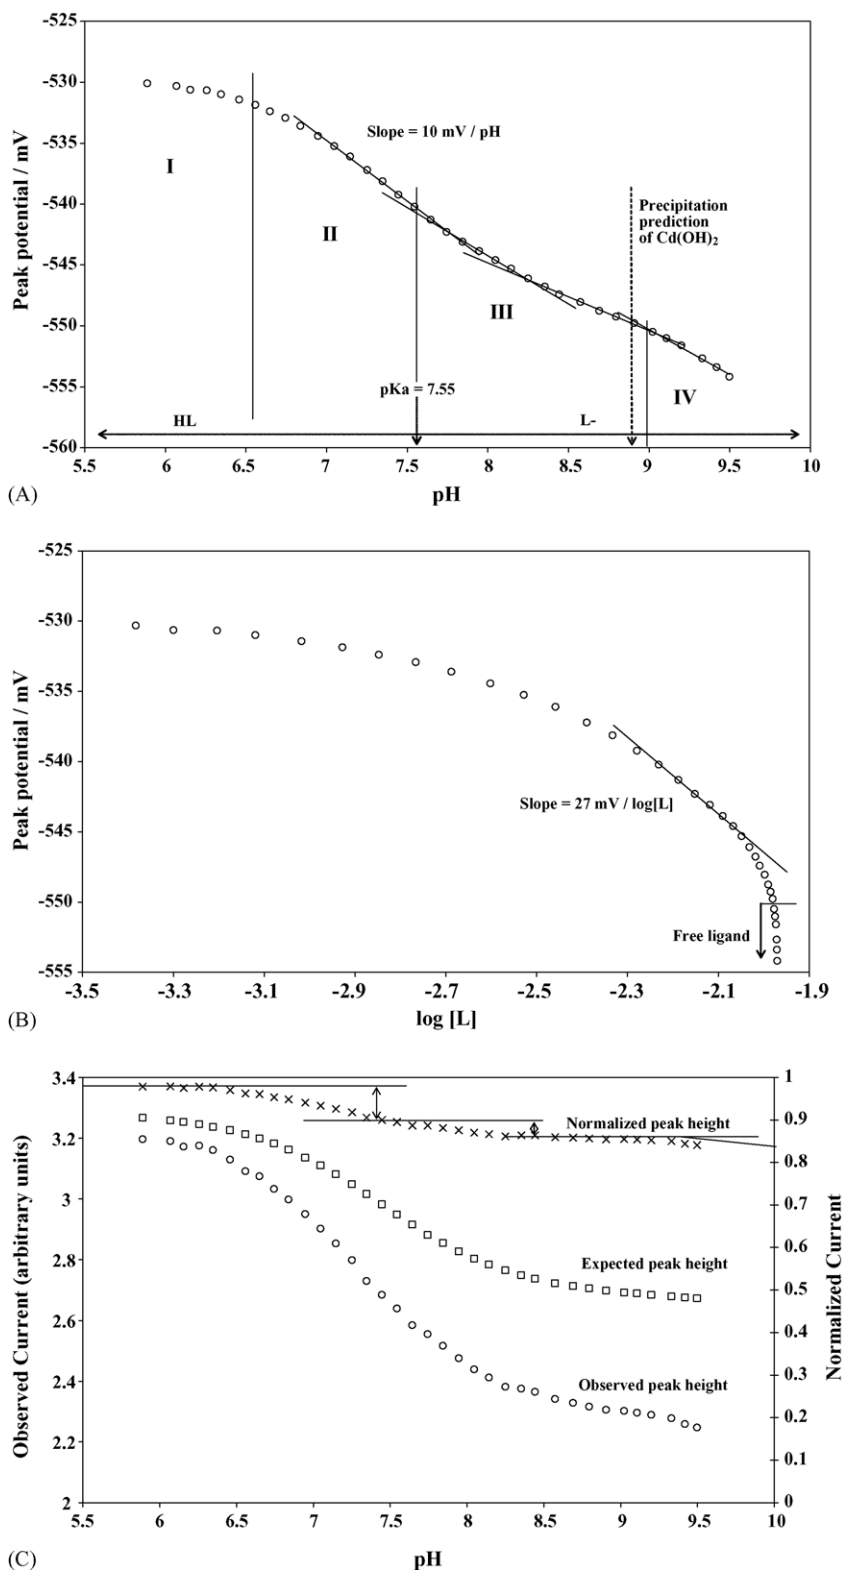 -525
-530
-535
-540
-545
-550
-555
-560
Peak potential / mV
I
II
III
IV
Slope = 10 mV / pH
Precipitation
prediction
of Cd(OH)2
pKa = 7.55
HL
L-
5.5 6 6.5 7 7.5 8 8.5 9 9.5 10
pH
(A)
-525
-530
-535
-540
-545
-550
-555
Peak potential / mV
Slope = 27 mV / log[L]
Free ligand
-3.5 -3.3 -3.1 -2.9 -2.7 -2.5 -2.3 -2.1 -1.9
log [L]
(B)
3.4
3.2
3
2.8
2.6
2.4
2.2
2
Observed Current (arbitrary units)
Normalized peak height
Expected peak height
Observed peak height
1
0.9
0.8
0.7
0.6
0.5
0.4
0.3
0.2
0.1
0
Normalized Current
5.5 6 6.5 7 7.5 8 8.5 9 9.5 10
pH
(C)